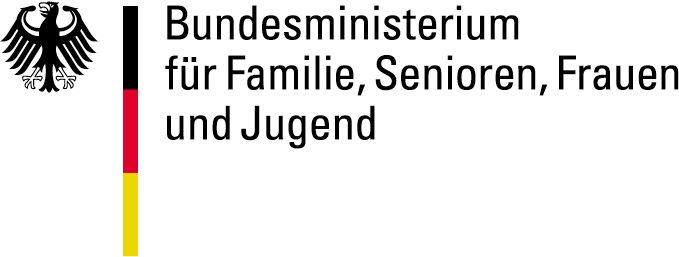 Bundesministerium
für Familie, Senioren, Frauen
und Jugend